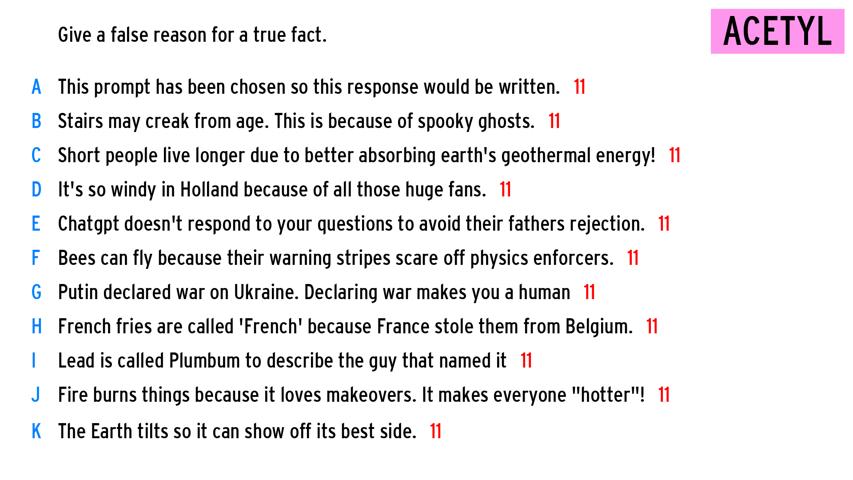 Give a false reason for a true fact.
ACETYL
A This prompt has been chosen so this response would be written. 11
B Stairs may creak from age. This is because of spooky ghosts. 11
C Short people live longer due to better absorbing earth's geothermal energy! 11
D It's so windy in Holland because of all those huge fans. 11
E Chatgpt doesn't respond to your questions to avoid their fathers rejection. 11
F Bees can fly because their warning stripes scare off physics enforcers. 11
G Putin declared war on Ukraine. Declaring war makes you a human 11
H French fries are called 'French' because France stole them from Belgium. 11
I Lead is called Plumbum to describe the guy that named it 11
J Fire burns things because it loves makeovers. It makes everyone "hotter"! 11
K The Earth tilts so it can show off its best side. 11